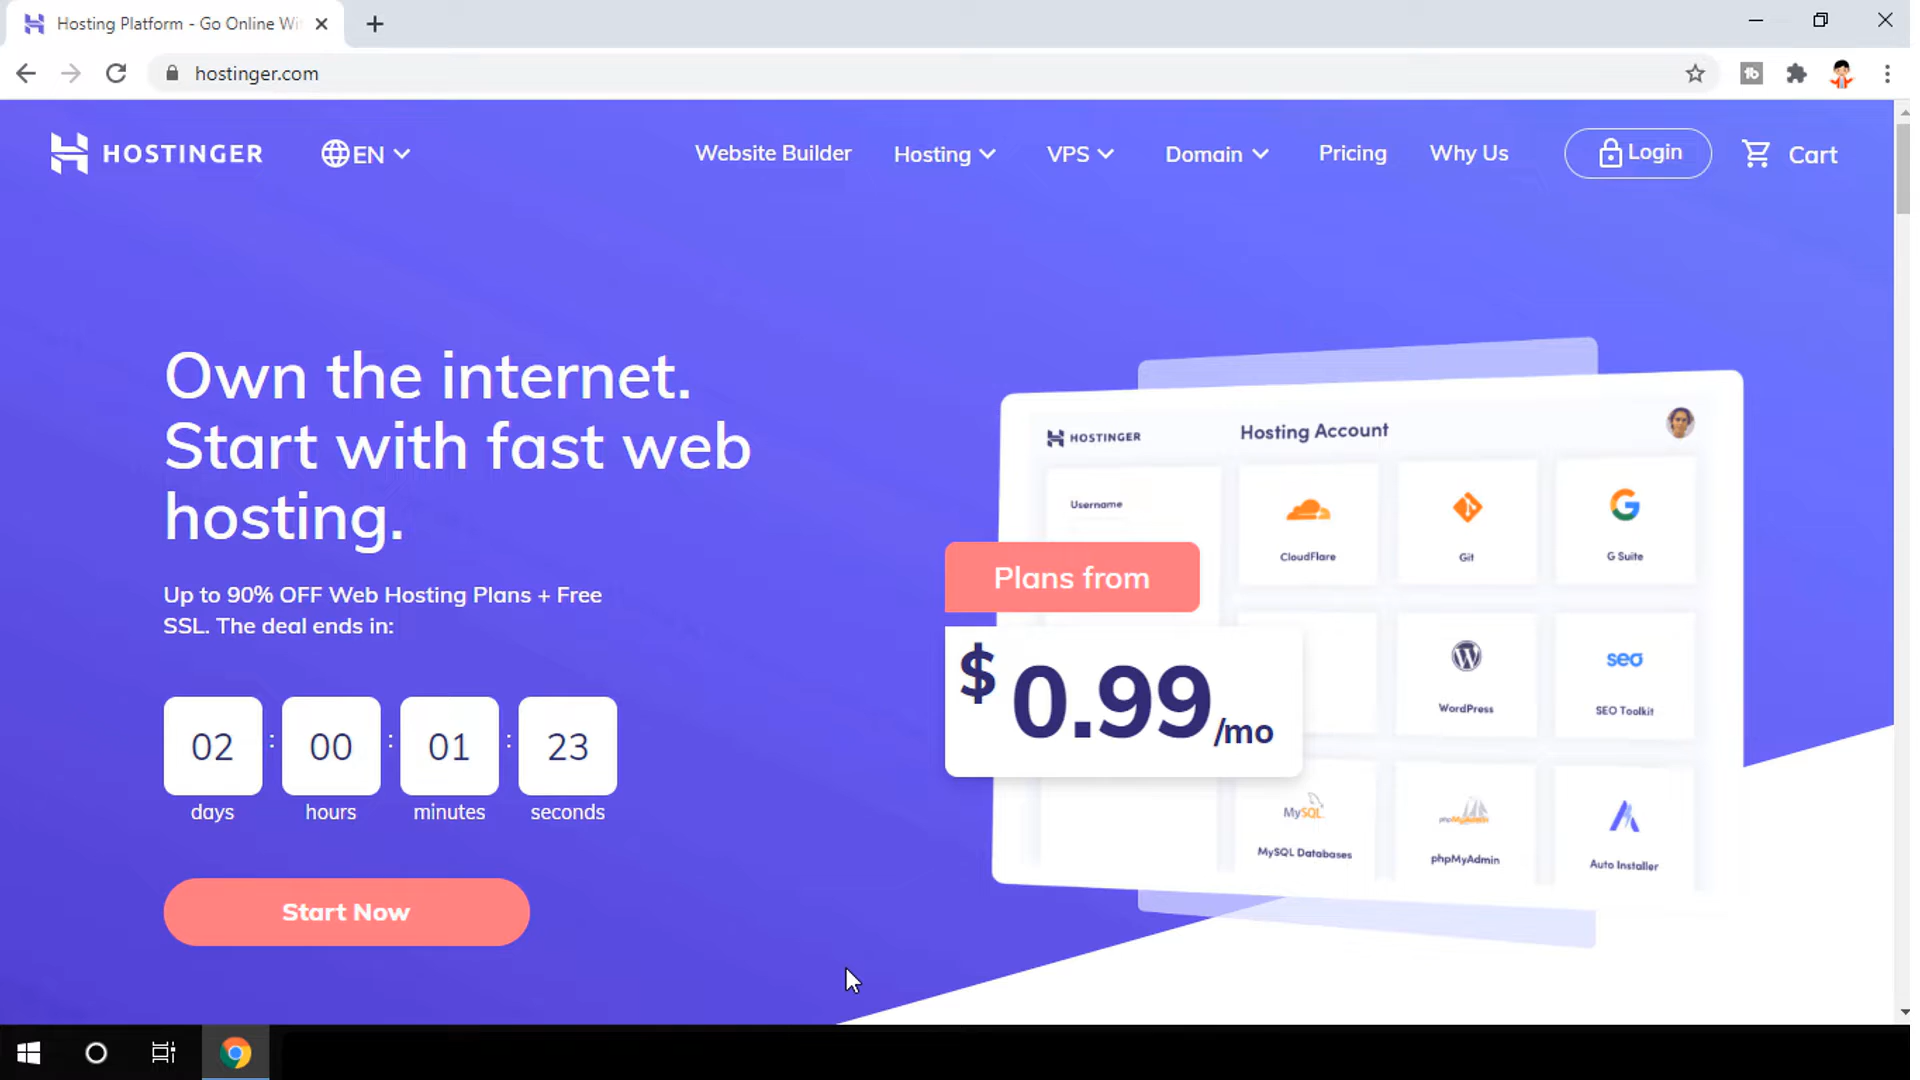 Hosting Platform - Go Online Wi
hostinger.com
HOSTINGER
EN
Website Builder
Hosting
VPS
Domain
Pricing
Why Us
Login
Cart
Own the internet.
Start with fast web
hosting.
Up to 90% OFF Web Hosting Plans + Free
SSL. The deal ends in:
02 : 00 : 01 : 23
days hours minutes seconds
Start Now
HOSTINGER
Hosting Account
Username
CloudFlare
Git
G Suite
Plans from
$ 0.99/mo
WordPress
seo
SEO Toolkit
MySQL
MySQL Databases
phpMyAdmin
phpMyAdmin
Auto Installer